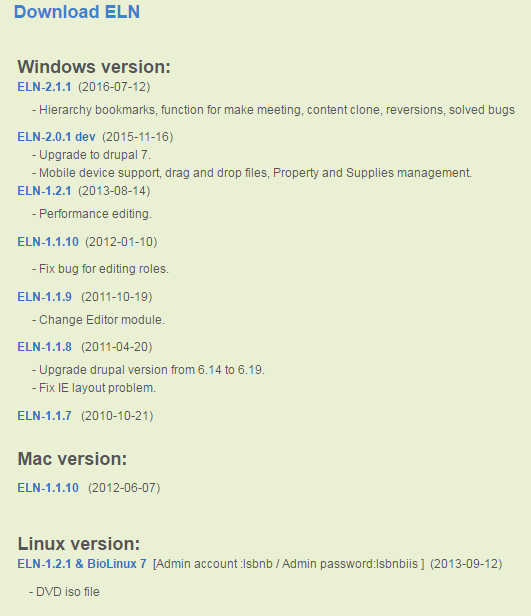 Download ELN
Windows version:
ELN-2.1.1 (2016-07-12)
- Hierarchy bookmarks, function for make meeting, content clone, reversions, solved bugs
ELN-2.0.1 dev (2015-11-16)
- Upgrade to drupal 7.
- Mobile device support, drag and drop files, Property and Supplies management.
ELN-1.2.1 (2013-08-14)
- Performance editing.
ELN-1.1.10 (2012-01-10)
- Fix bug for editing roles.
ELN-1.1.9 (2011-10-19)
- Change Editor module.
ELN-1.1.8 (2011-04-20)
- Upgrade drupal version from 6.14 to 6.19.
- Fix IE layout problem.
ELN-1.1.7 (2010-10-21)
Mac version:
ELN-1.1.10 (2012-06-07)
Linux version:
ELN-1.2.1 & BioLinux 7 [Admin account :lsbnb / Admin password:lsbnbiis ] (2013-09-12)
- DVD iso file